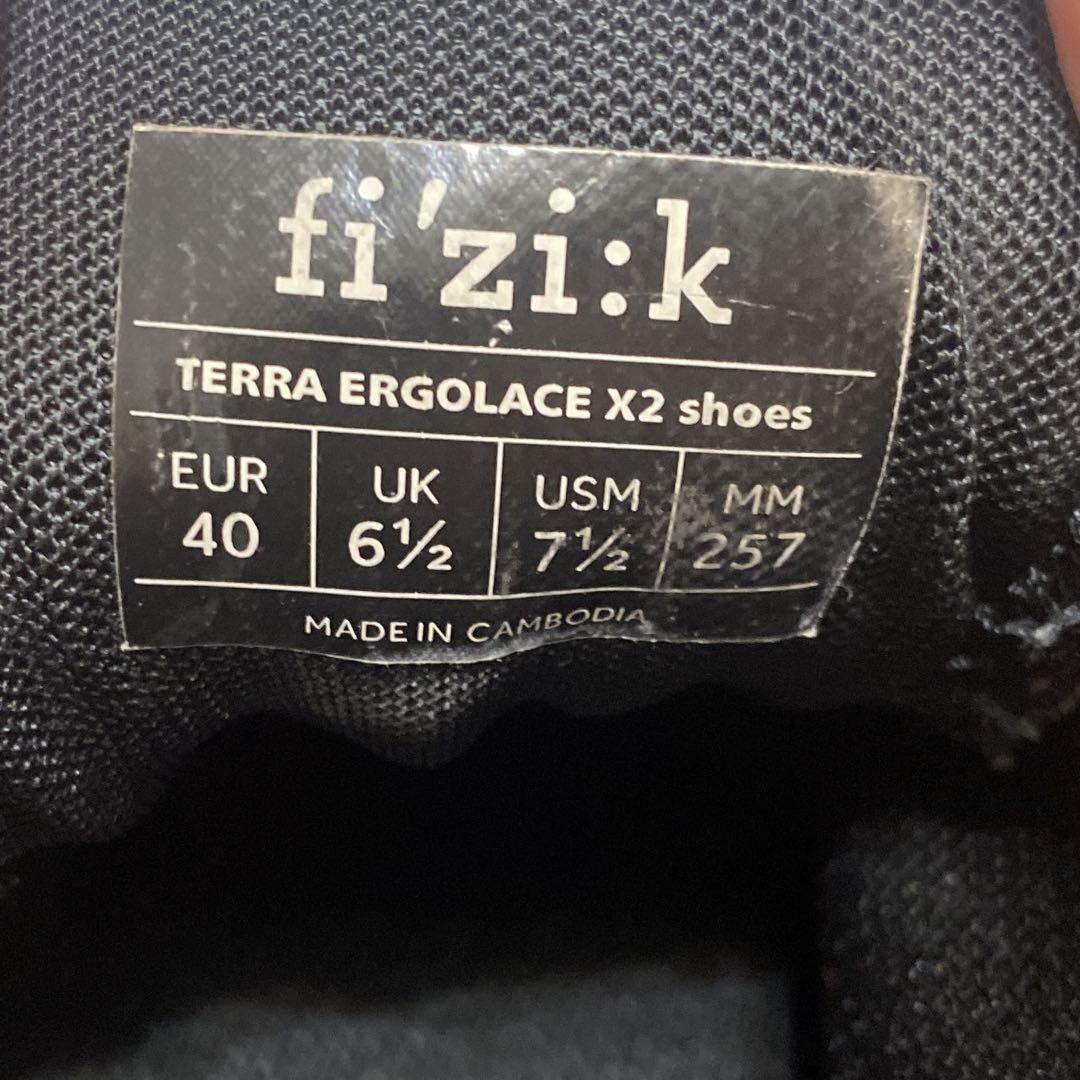 fi'zi:k
TERRA ERGOLACE X2 shoes
EUR UK USM MM
40 6½ 7½ 257
MADE IN CAMBODIA